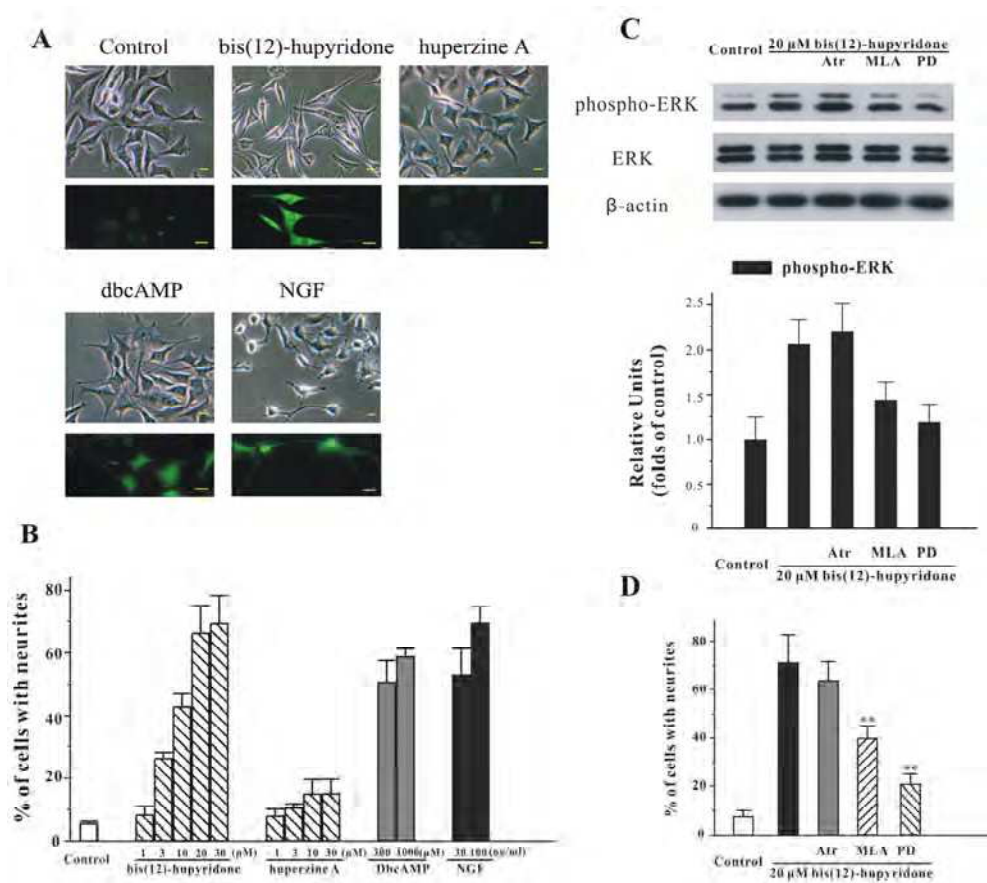 A
Control bis(12)-hupyridone huperzine A
dbcAMP NGF
B
% of cells with neurites
80
60
40
20
0
Control
1 3 10 20 30 (μM)
bis(12)-hupyridone
1 3 10 30 (μM)
huperzine A
300 1000(μM)
DbcAMP
30 100
NGF
C
Control 20 μM bis(12)-hupyridone
Atr MLA PD
phospho-ERK
ERK
β-actin
phospho-ERK
Relative Units
(folds of control)
2.5
2.0
1.5
1.0
0.5
0
Control Atr MLA PD
20 μM bis(12)-hupyridone
D
% of cells with neurites
80
60
40
20
0
**
**
Control Atr MLA PD
20 μM bis(12)-hupyridone